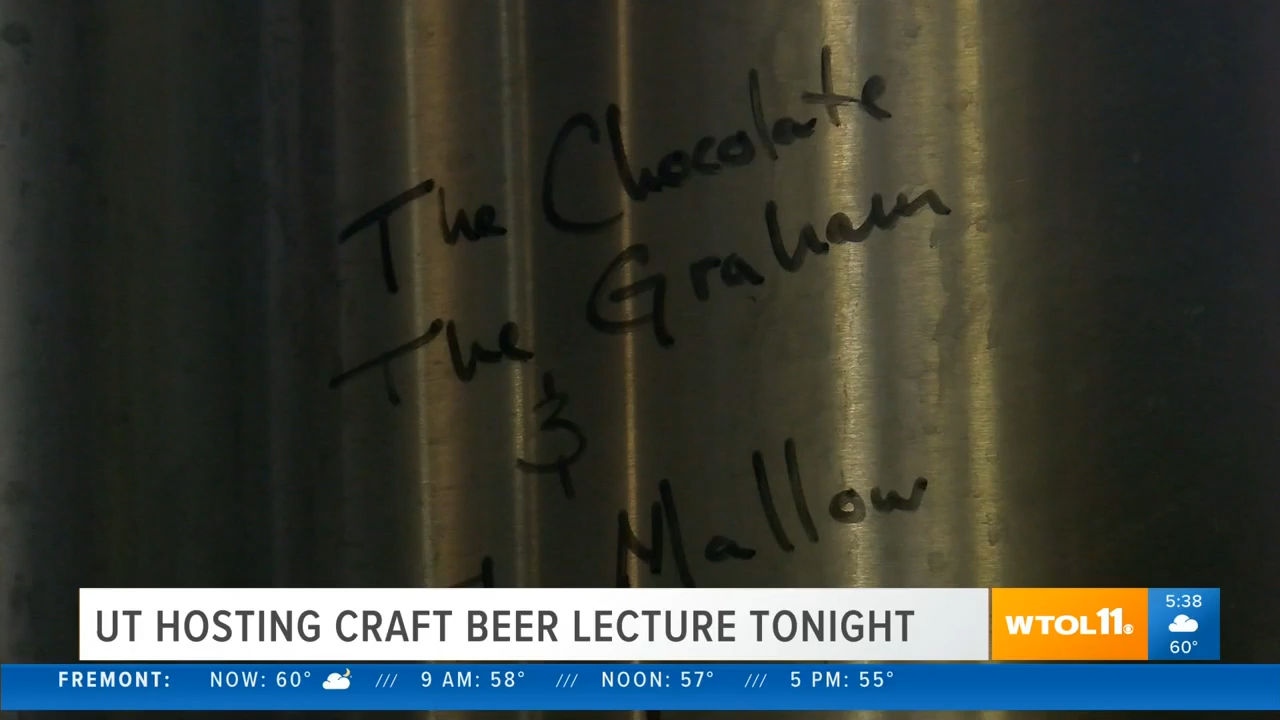 The Chocolate
The Graham
&
Mallow
UT HOSTING CRAFT BEER LECTURE TONIGHT
WTOL11
5:38
60°
FREMONT: NOW: 60° /// 9 AM: 58° /// NOON: 57° /// 5 PM: 55°